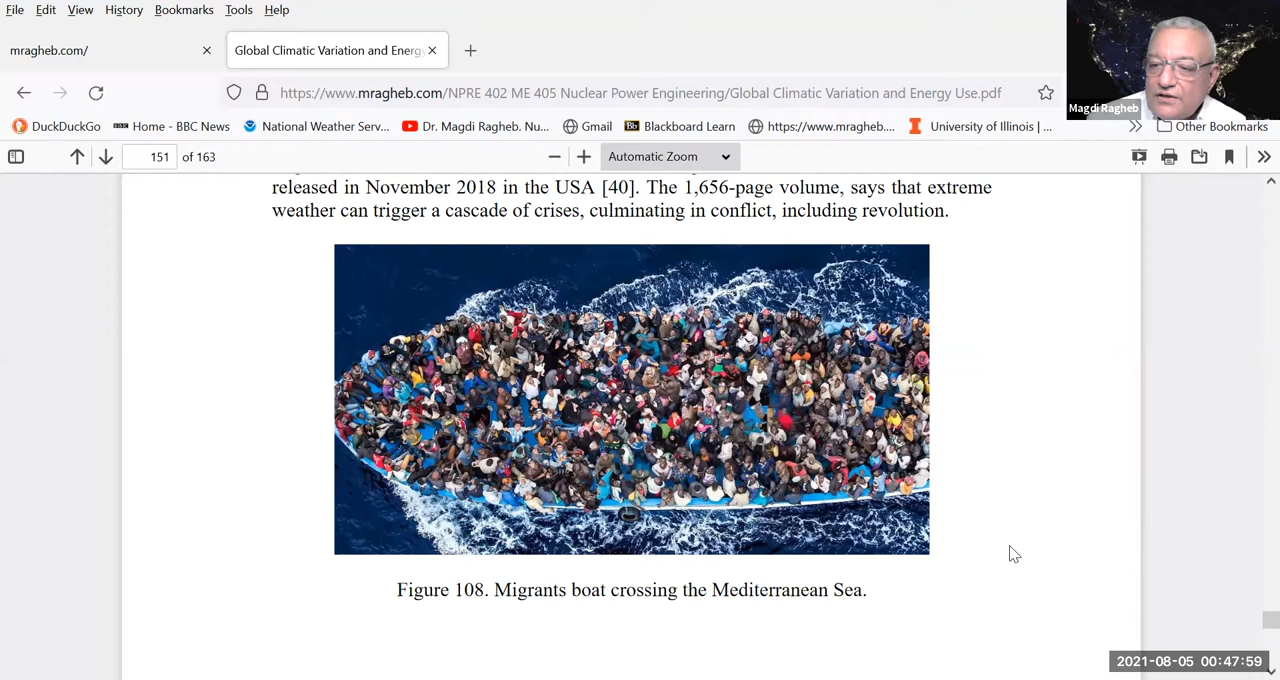 File Edit View History Bookmarks Tools Help
mragheb.com/
Global Climatic Variation and Energ
https://www.mragheb.com/NPRE 402 ME 405 Nuclear Power Engineering/Global Climatic Variation and Energy Use.pdf
Magdi Ragheb
DuckDuckGo BBC Home - BBC News National Weather Serv... Dr. Magdi Ragheb. Nu... Gmail Bb Blackboard Learn https://www.mragheb.... University of Illinois |... Other Bookmarks
151 of 163 Automatic Zoom
released in November 2018 in the USA [40]. The 1,656-page volume, says that extreme
weather can trigger a cascade of crises, culminating in conflict, including revolution.
Figure 108. Migrants boat crossing the Mediterranean Sea.
2021-08-05 00:47:59